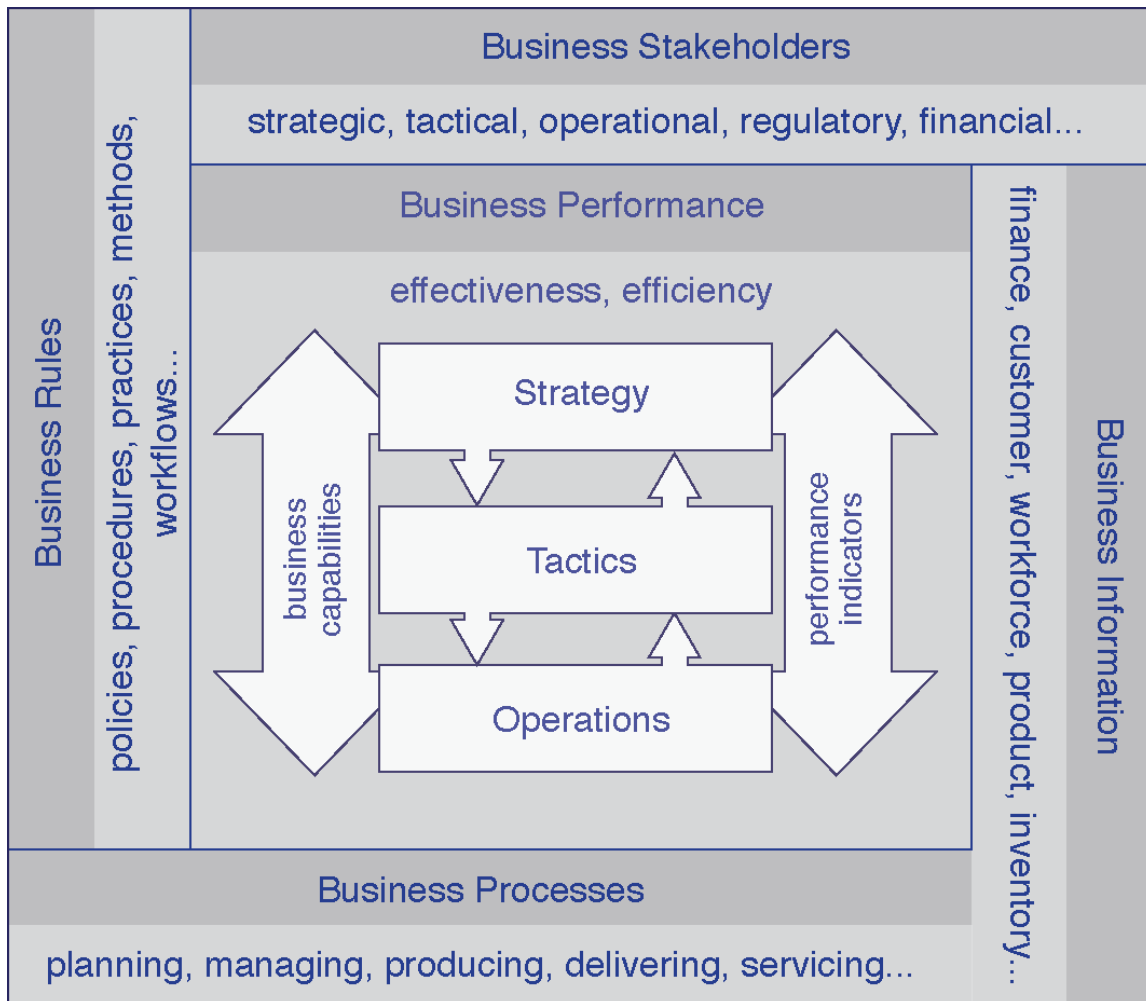 Business Stakeholders
strategic, tactical, operational, regulatory, financial...
Business Rules
policies, procedures, practices, methods,
workflows...
Business Performance
effectiveness, efficiency
business
capabilities
Strategy
Tactics
Operations
performance
indicators
finance, customer, workforce, product, inventory...
Business Information
Business Processes
planning, managing, producing, delivering, servicing...